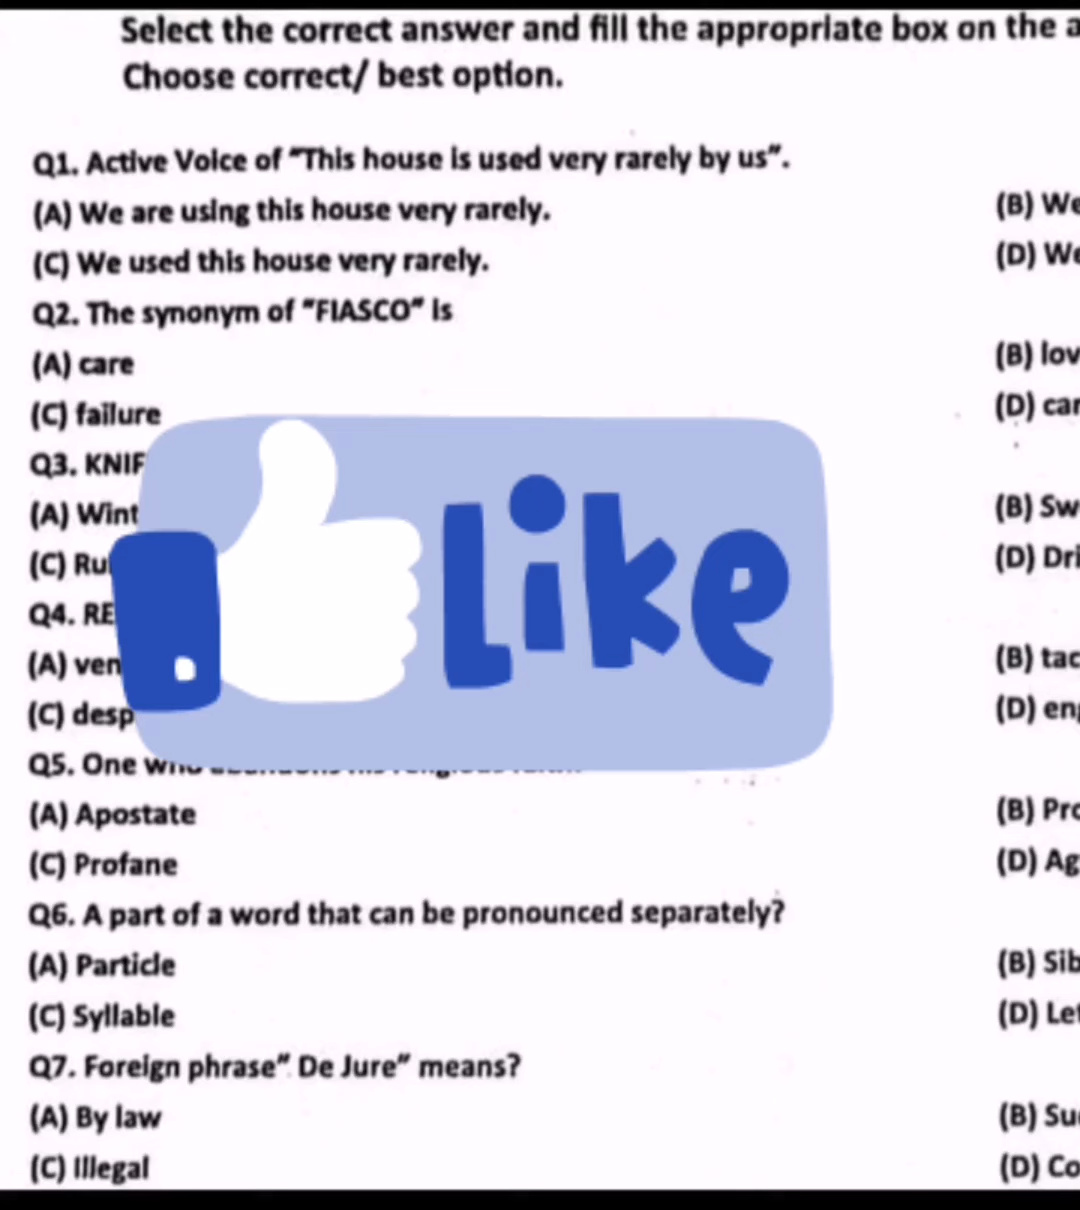 Select the correct answer and fill the appropriate box on the a
Choose correct/ best option.
Q1. Active Voice of "This house is used very rarely by us".
(A) We are using this house very rarely.
(B) We
(C) We used this house very rarely.
(D) We
Q2. The synonym of "FIASCO" is
(A) care
(B) lov
(C) failure
(D) car
Q3. KNIF
(A) Wint
(B) Sw
(C) Ru
(D) Dri
Q4. RE
(A) ven
(B) tac
(C) desp
(D) eng
Like
Q5. One who
(A) Apostate
(B) Pro
(C) Profane
(D) Ag
Q6. A part of a word that can be pronounced separately?
(A) Particle
(B) Sib
(C) Syllable
(D) Let
Q7. Foreign phrase" De Jure" means?
(A) By law
(B) Su
(C) Illegal
(D) Co